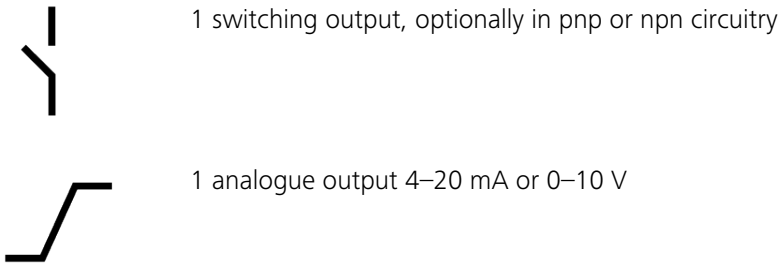 1 switching output, optionally in pnp or npn circuitry
1 analogue output 4–20 mA or 0–10 V